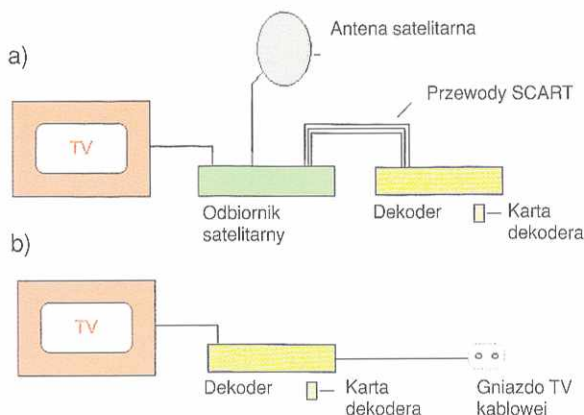 a)
Antena satelitarna
Przewody SCART
TV
Odbiornik
satelitarny
Dekoder
Karta
dekodera
b)
TV
Dekoder
Karta
dekodera
Gniazdo TV
kablowej